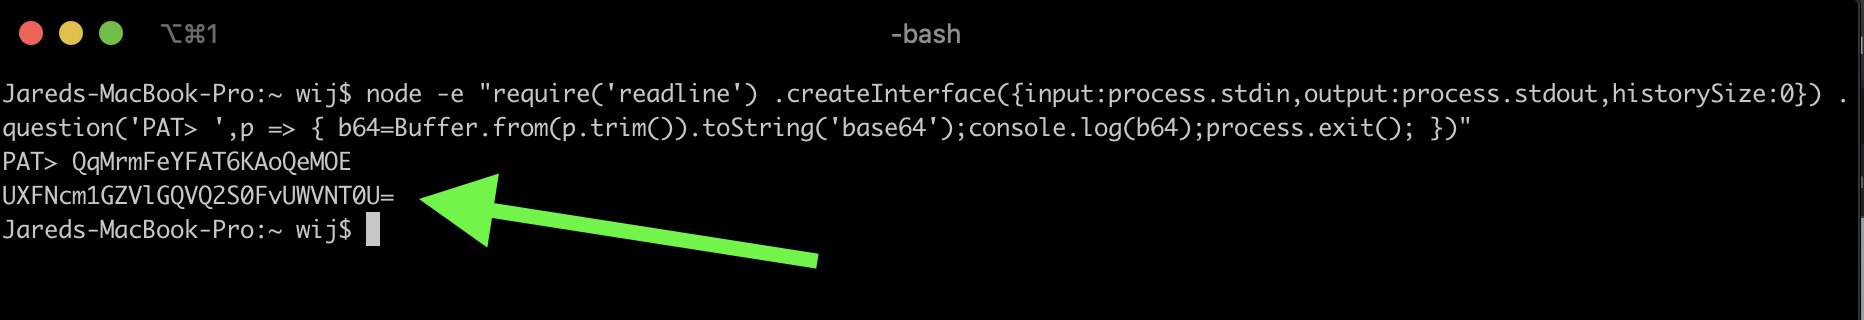 ⌥⌘1
-bash
Jareds-MacBook-Pro:~ wij$ node -e "require('readline') .createInterface({input:process.stdin,output:process.stdout,historySize:0}) .
question('PAT> ',p => { b64=Buffer.from(p.trim()).toString('base64');console.log(b64);process.exit(); })"
PAT> QqMrmFeYFAT6KAoQeMOE
UXFNcm1GZVlGQVQ2S0FvUWVNT0U=
Jareds-MacBook-Pro:~ wij$